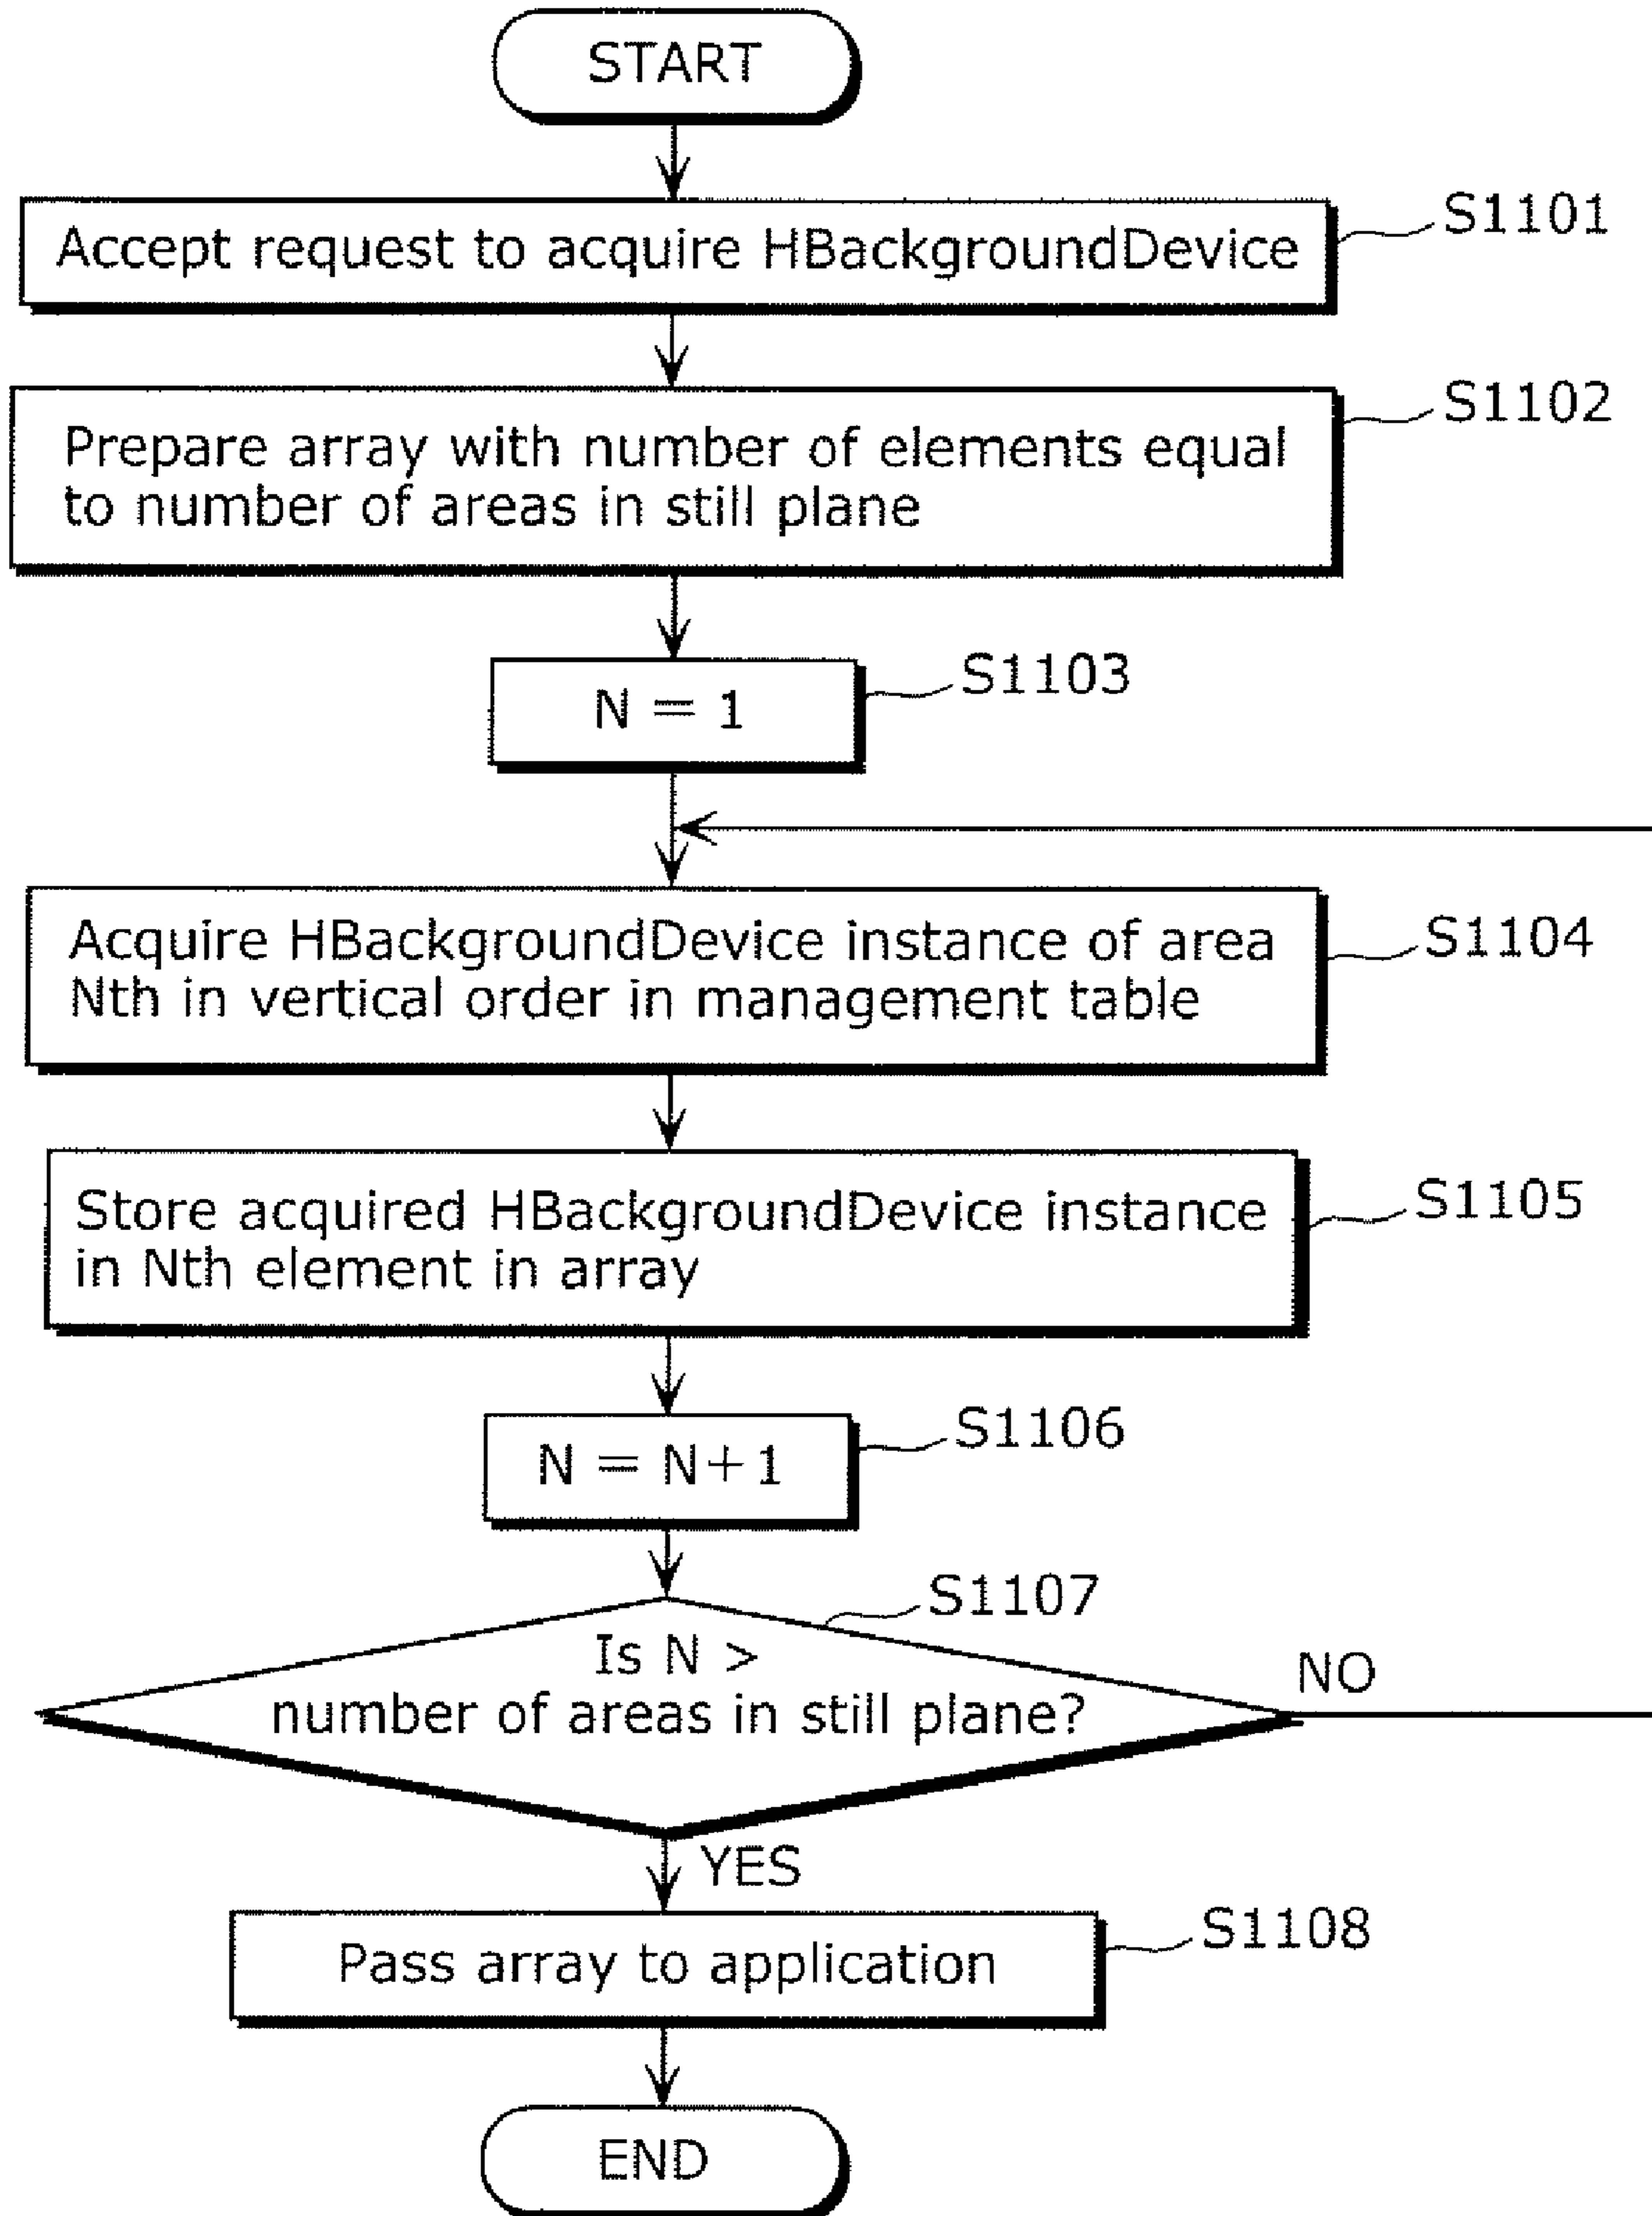 START
Accept request to acquire HBackgroundDevice
S1101
Prepare array with number of elements equal
to number of areas in still plane
S1102
N = 1
S1103
Acquire HBackgroundDevice instance of area
Nth in vertical order in management table
S1104
Store acquired HBackgroundDevice instance
in Nth element in array
S1105
N = N+1
S1106
S1107
Is N >
number of areas in still plane?
NO
YES
Pass array to application
S1108
END